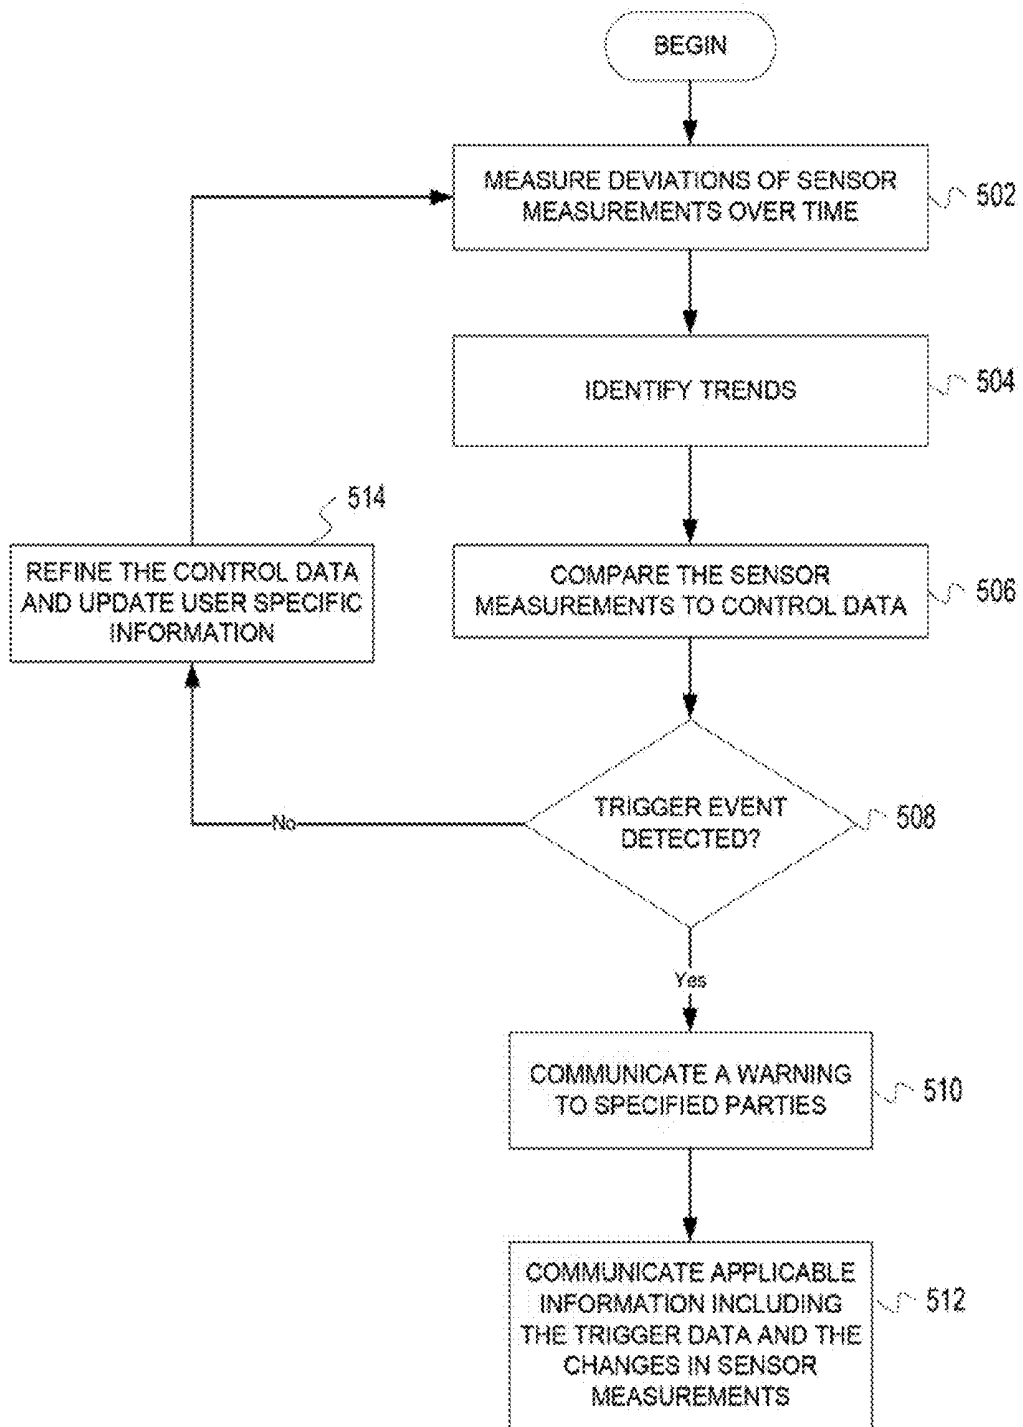 BEGIN
MEASURE DEVIATIONS OF SENSOR
MEASUREMENTS OVER TIME
502
IDENTIFY TRENDS
504
514
REFINE THE CONTROL DATA
AND UPDATE USER SPECIFIC
INFORMATION
COMPARE THE SENSOR
MEASUREMENTS TO CONTROL DATA
506
TRIGGER EVENT
DETECTED?
508
No
Yes
COMMUNICATE A WARNING
TO SPECIFIED PARTIES
510
COMMUNICATE APPLICABLE
INFORMATION INCLUDING
THE TRIGGER DATA AND THE
CHANGES IN SENSOR
MEASUREMENTS
512